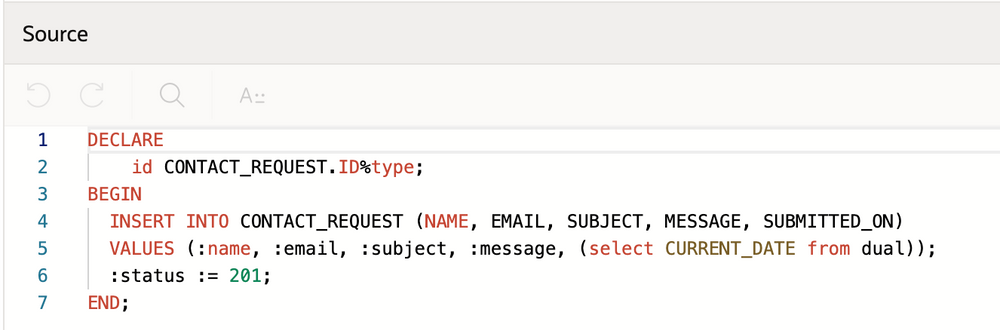 Source
A
1 DECLARE
2 id CONTACT_REQUEST.ID%type;
3 BEGIN
4 INSERT INTO CONTACT_REQUEST (NAME, EMAIL, SUBJECT, MESSAGE, SUBMITTED_ON)
5 VALUES (:name, :email, :subject, :message, (select CURRENT_DATE from dual));
6 :status := 201;
7 END;